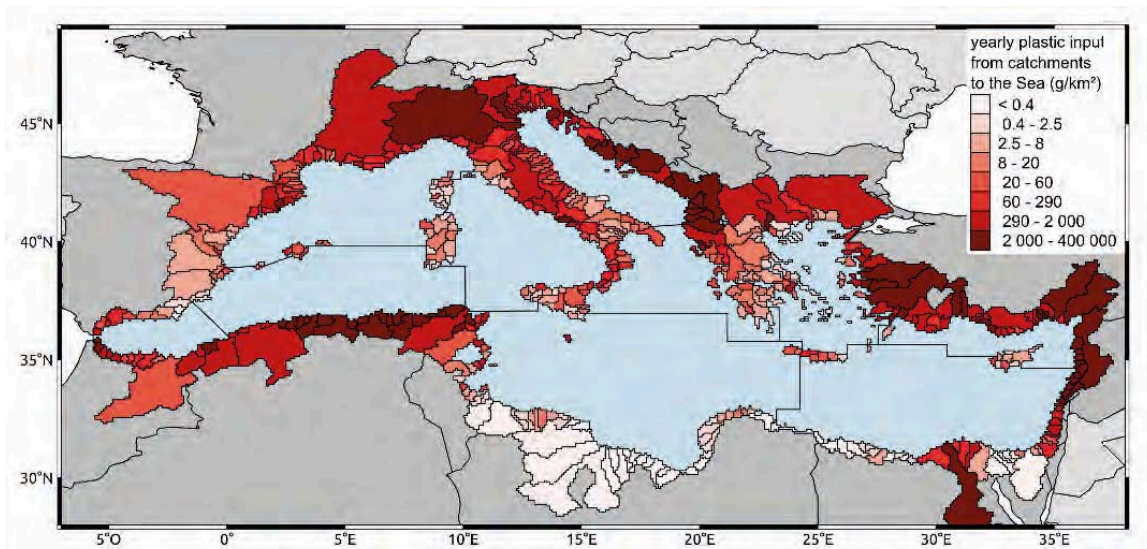 yearly plastic input
from catchments
to the Sea (g/km²)
< 0.4
0.4 - 2.5
2.5 - 8
8 - 20
20 - 60
60 - 290
290 - 2 000
2 000 - 400 000
45°N
40°N
35°N
30°N
5°O 0° 5°E 10°E 15°E 20°E 25°E 30°E 35°E